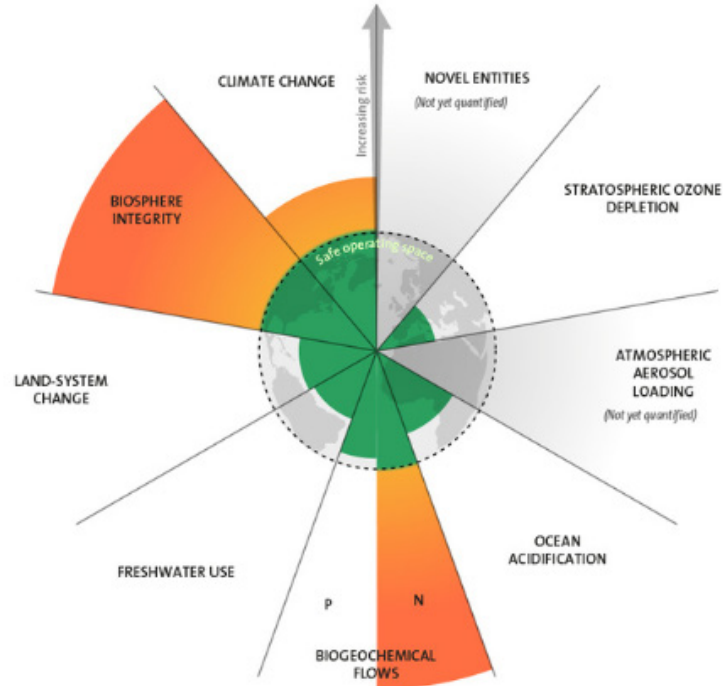 CLIMATE CHANGE
Increasing risk
NOVEL ENTITIES
(Not yet quantified)
STRATOSPHERIC OZONE
DEPLETION
BIOSPHERE
INTEGRITY
Safe operating space
ATMOSPHERIC
AEROSOL
LOADING
(Not yet quantified)
LAND-SYSTEM
CHANGE
OCEAN
ACIDIFICATION
FRESHWATER USE
P
N
BIOGEOCHEMICAL
FLOWS